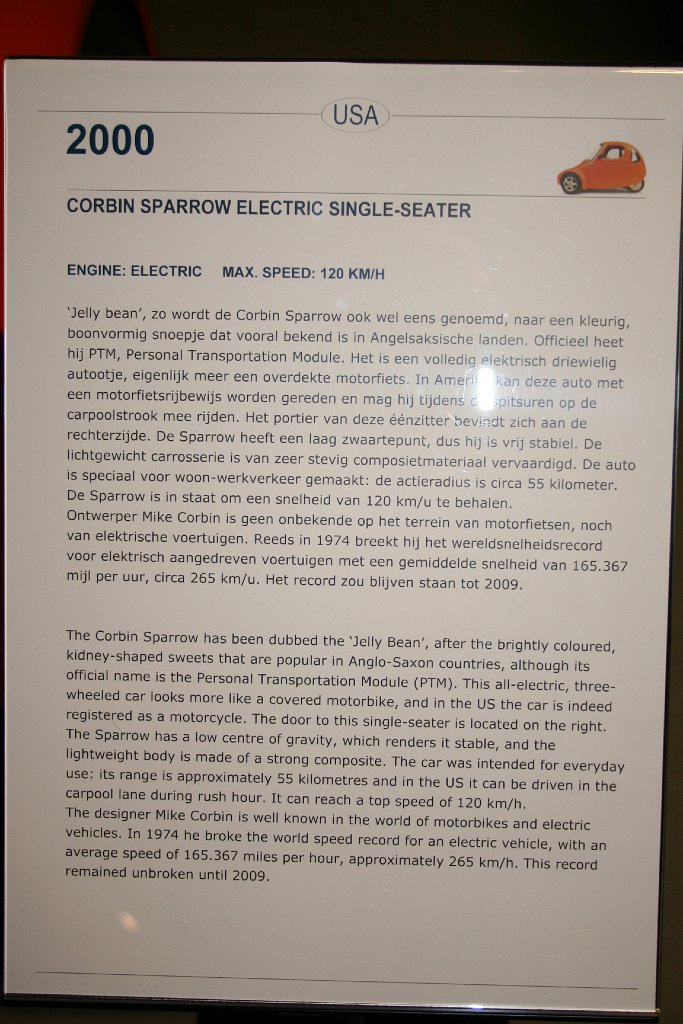 USA
2000
CORBIN SPARROW ELECTRIC SINGLE-SEATER
ENGINE: ELECTRIC MAX. SPEED: 120 KM/H
‘Jelly bean’, zo wordt de Corbin Sparrow ook wel eens genoemd, naar een kleurig,
boonvormig snoepje dat vooral bekend is in Angelsaksische landen. Officieel heet
hij PTM, Personal Transportation Module. Het is een volledig elektrisch driewielig
autootje, eigenlijk meer een overdekte motorfiets. In Amerika kan deze auto met
een motorfietsrijbewijs worden gereden en mag hij tijdens de spitsuren op de
carpoolstrook mee rijden. Het portier van deze éénzitter bevindt zich aan de
rechterzijde. De Sparrow heeft een laag zwaartepunt, dus hij is vrij stabiel. De
lichtgewicht carrosserie is van zeer stevig composietmateriaal vervaardigd. De auto
is speciaal voor woon-werkverkeer gemaakt: de actieradius is circa 55 kilometer.
De Sparrow is in staat om een snelheid van 120 km/u te behalen.
Ontwerper Mike Corbin is geen onbekende op het terrein van motorfietsen, noch
van elektrische voertuigen. Reeds in 1974 breekt hij het wereldsnelheidsrecord
voor elektrisch aangedreven voertuigen met een gemiddelde snelheid van 165.367
mijl per uur, circa 265 km/u. Het record zou blijven staan tot 2009.
The Corbin Sparrow has been dubbed the ‘Jelly Bean’, after the brightly coloured,
kidney-shaped sweets that are popular in Anglo-Saxon countries, although its
official name is the Personal Transportation Module (PTM). This all-electric, three-
wheeled car looks more like a covered motorbike, and in the US the car is indeed
registered as a motorcycle. The door to this single-seater is located on the right.
The Sparrow has a low centre of gravity, which renders it stable, and the
lightweight body is made of a strong composite. The car was intended for everyday
use: its range is approximately 55 kilometres and in the US it can be driven in the
carpool lane during rush hour. It can reach a top speed of 120 km/h.
The designer Mike Corbin is well known in the world of motorbikes and electric
vehicles. In 1974 he broke the world speed record for an electric vehicle, with an
average speed of 165.367 miles per hour, approximately 265 km/h. This record
remained unbroken until 2009.